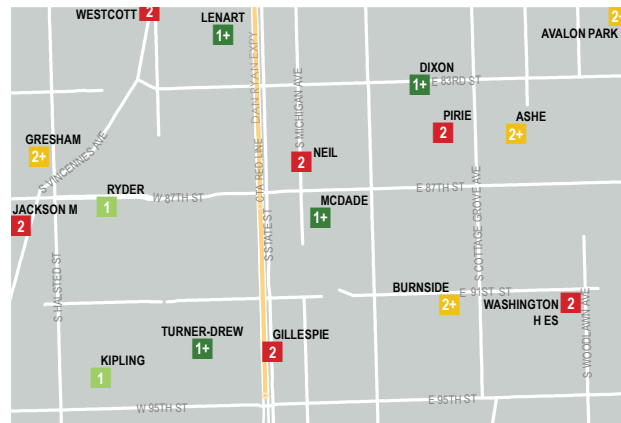 WESTCOTT
2
LENART
1+
2+
AVALON PARK
DAN RYAN EXPY
S MICHIGAN AVE
DIXON
1+
E 83RD ST
PIRIE
2
ASHE
2+
GRESHAM
2+
S VINCENNES AVE
NEIL
2
CTA RED LINE
RYDER
1
W 87TH ST
E 87TH ST
MCDADE
1+
JACKSON M
2
S STATE ST
S COTTAGE GROVE AVE
S HALSTED ST
BURNSIDE
2+
E 91ST ST
WASHINGTON
H ES
2
S WOODLAWN AVE
TURNER-DREW
1+
GILLESPIE
2
KIPLING
1
W 95TH ST
E 95TH ST